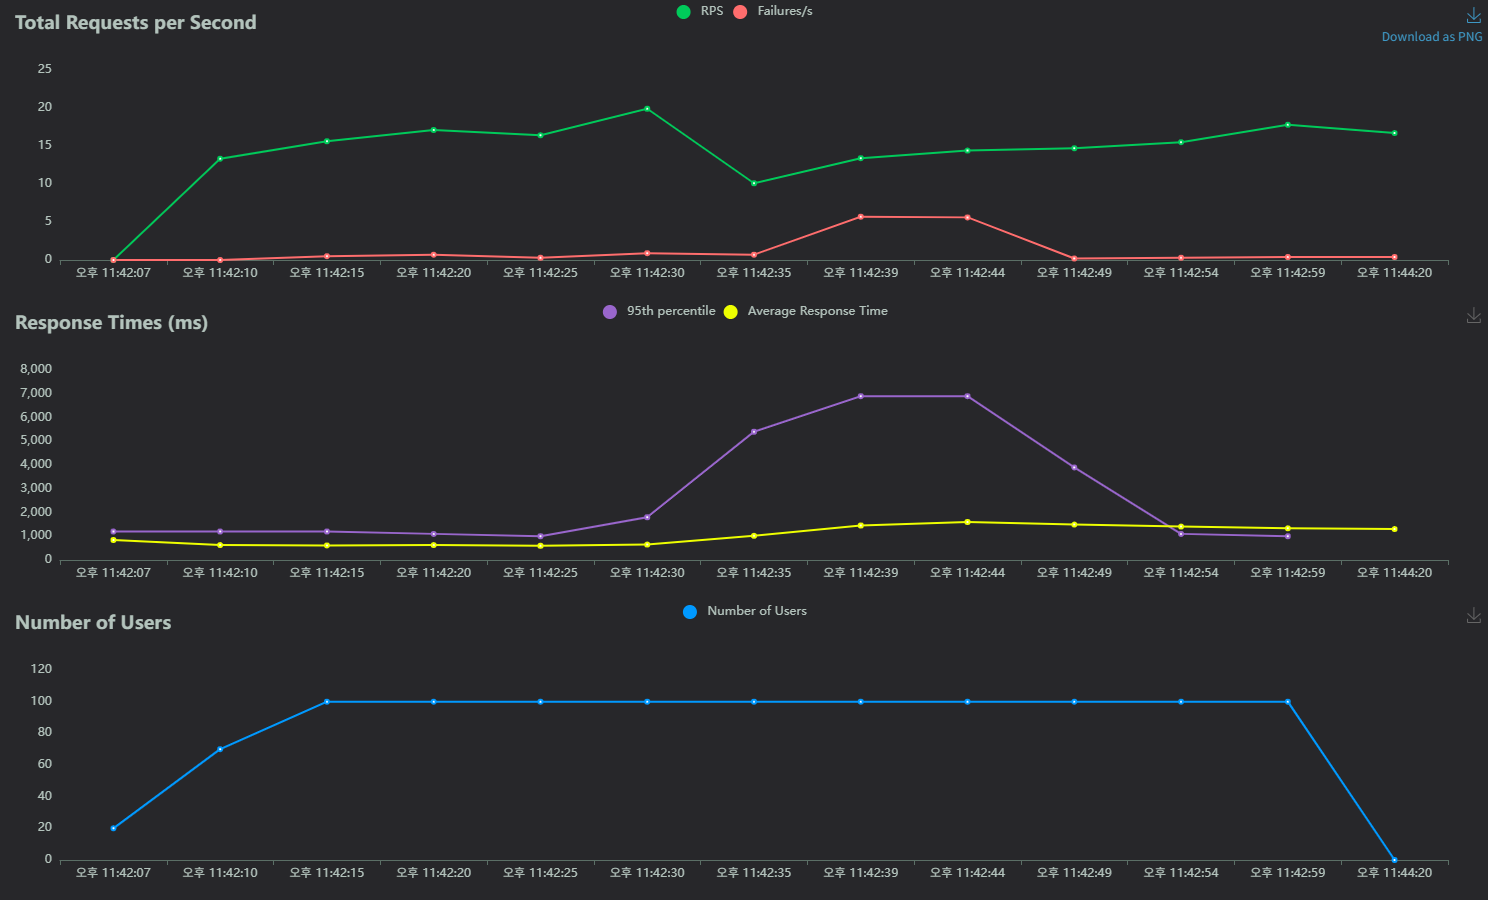 Total Requests per Second
RPS Failures/s
Download as PNG
25
20
15
10
5
0
오후 11:42:07 오후 11:42:10 오후 11:42:15 오후 11:42:20 오후 11:42:25 오후 11:42:30 오후 11:42:35 오후 11:42:39 오후 11:42:44 오후 11:42:49 오후 11:42:54 오후 11:42:59 오후 11:44:20
Response Times (ms)
95th percentile Average Response Time
8,000
7,000
6,000
5,000
4,000
3,000
2,000
1,000
0
오후 11:42:07 오후 11:42:10 오후 11:42:15 오후 11:42:20 오후 11:42:25 오후 11:42:30 오후 11:42:35 오후 11:42:39 오후 11:42:44 오후 11:42:49 오후 11:42:54 오후 11:42:59 오후 11:44:20
Number of Users
Number of Users
120
100
80
60
40
20
0
오후 11:42:07 오후 11:42:10 오후 11:42:15 오후 11:42:20 오후 11:42:25 오후 11:42:30 오후 11:42:35 오후 11:42:39 오후 11:42:44 오후 11:42:49 오후 11:42:54 오후 11:42:59 오후 11:44:20